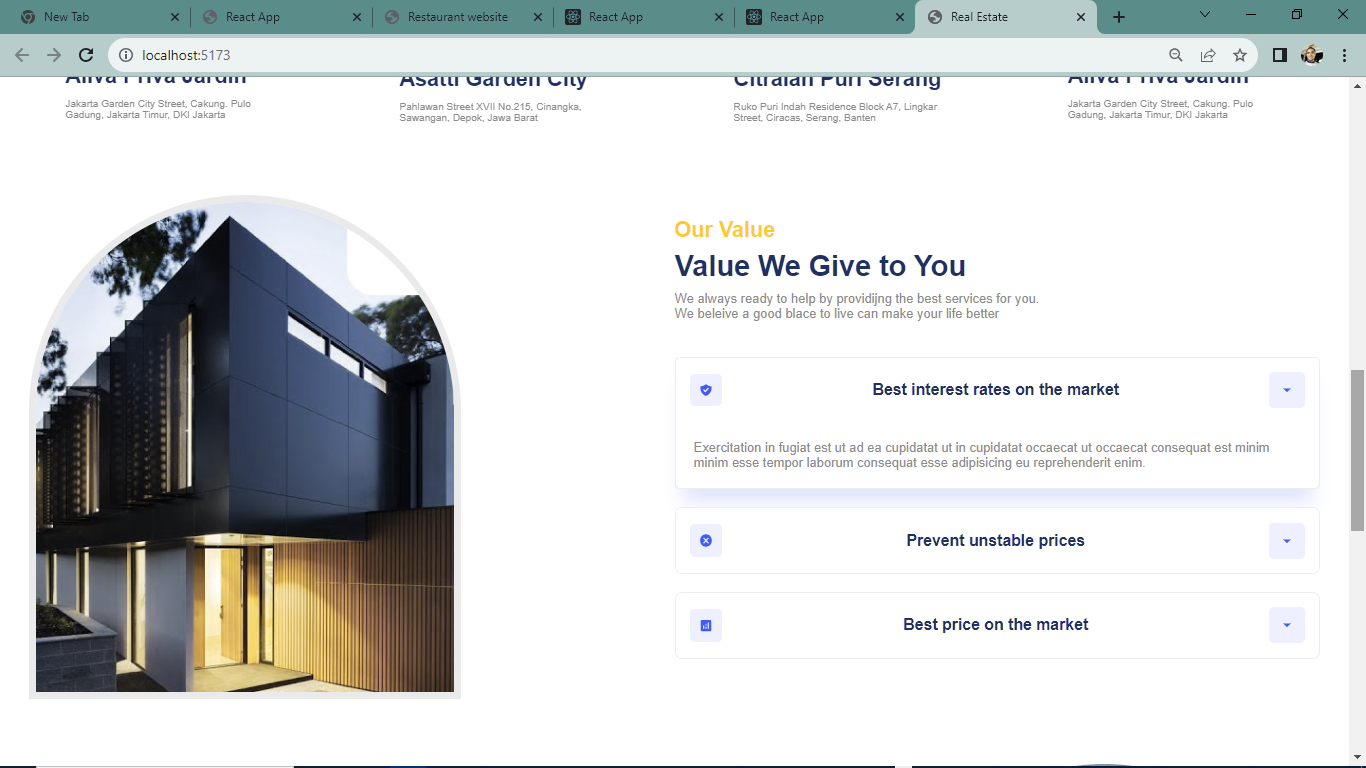 New Tab
React App
Restaurant website
React App
React App
Real Estate
localhost:5173
Aliva Priva Jardin
Asatti Garden City
Citralan Puri Serang
Aliva Priva Jardin
Jakarta Garden City Street, Cakung. Pulo
Gadung, Jakarta Timur, DKI Jakarta
Pahlawan Street XVII No.215, Cinangka,
Sawangan, Depok, Jawa Barat
Ruko Puri Indah Residence Block A7, Lingkar
Street, Ciracas, Serang, Banten
Jakarta Garden City Street, Cakung. Pulo
Gadung, Jakarta Timur, DKI Jakarta
Our Value
Value We Give to You
We always ready to help by providijng the best services for you.
We beleive a good blace to live can make your life better
Best interest rates on the market
Exercitation in fugiat est ut ad ea cupidatat ut in cupidatat occaecat ut occaecat consequat est minim
minim esse tempor laborum consequat esse adipisicing eu reprehenderit enim.
Prevent unstable prices
Best price on the market